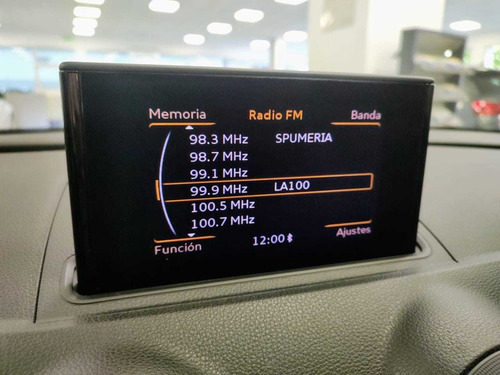 Memoria Radio FM Banda
98.3 MHz SPUMERIA
98.7 MHz
99.1 MHz
99.9 MHz LA100
100.5 MHz
100.7 MHz
Función 12:00 Ajustes